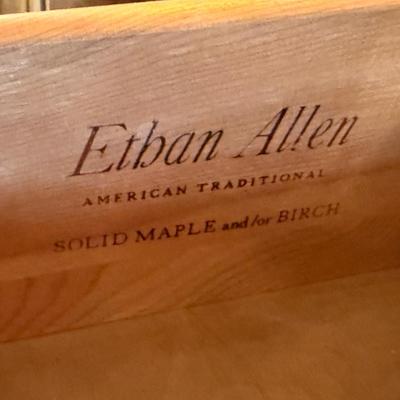 Ethan Allen
AMERICAN TRADITIONAL
SOLID MAPLE and/or BIRCH